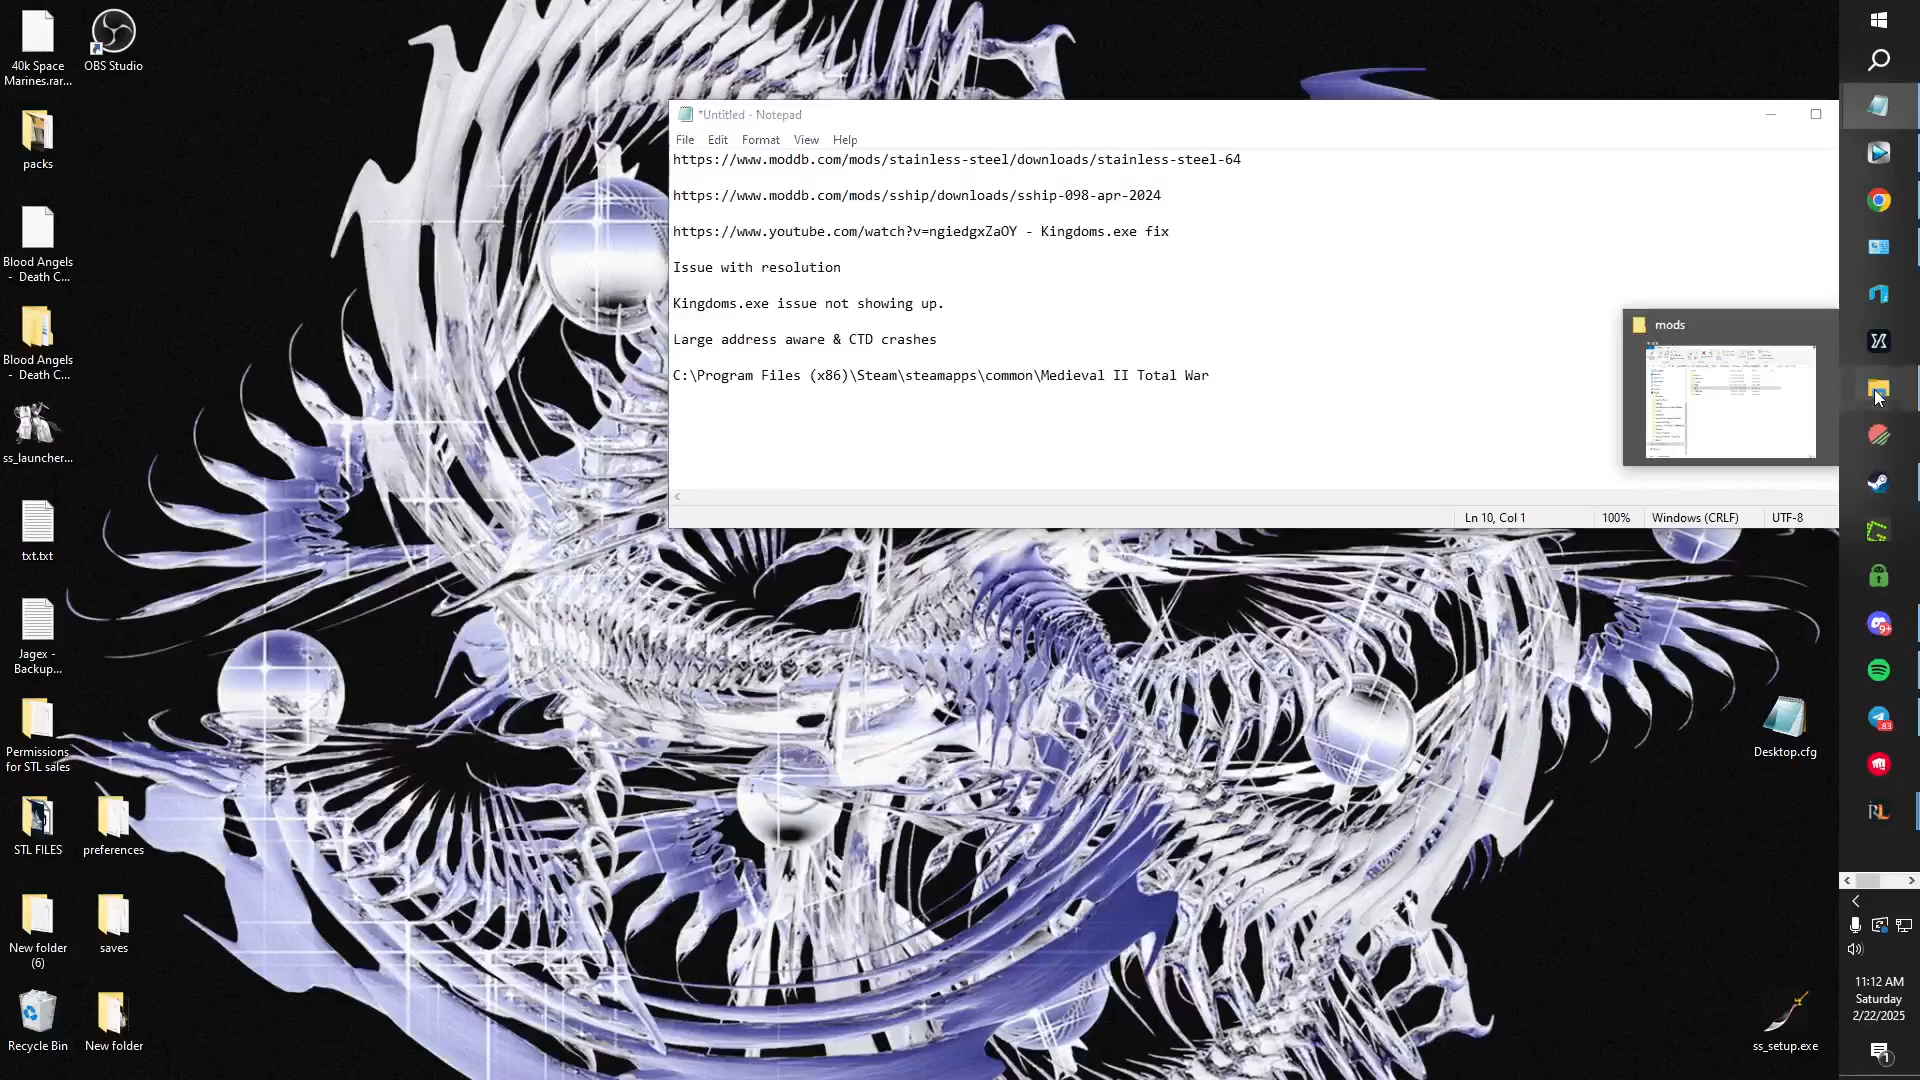 40k Space
Marines.rar...
OBS Studio
packs
Blood Angels
- Death C...
Blood Angels
- Death C...
ss_launcher...
txt.txt
Jagex -
Backup...
Permissions
for STL sales
STL FILES
preferences
New folder
(6)
saves
Recycle Bin
New folder
*Untitled - Notepad
File Edit Format View Help
https://www.moddb.com/mods/stainless-steel/downloads/stainless-steel-64
https://www.moddb.com/mods/sship/downloads/sship-098-apr-2024
https://www.youtube.com/watch?v=ngiedgxZaOY - Kingdoms.exe fix
Issue with resolution
Kingdoms.exe issue not showing up.
Large address aware & CTD crashes
C:\Program Files (x86)\Steam\steamapps\common\Medieval II Total War
Ln 10, Col 1 100% Windows (CRLF) UTF-8
mods
Desktop.cfg
ss_setup.exe
9+
83
RL
11:12 AM
Saturday
2/22/2025
1